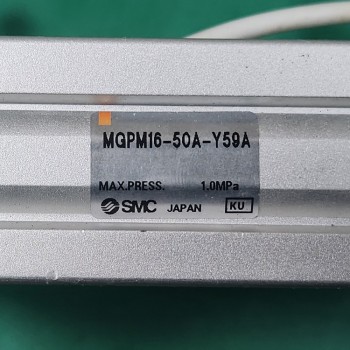 MGPM16-50A-Y59A
MAX.PRESS. 1.0MPa
SMC JAPAN KU